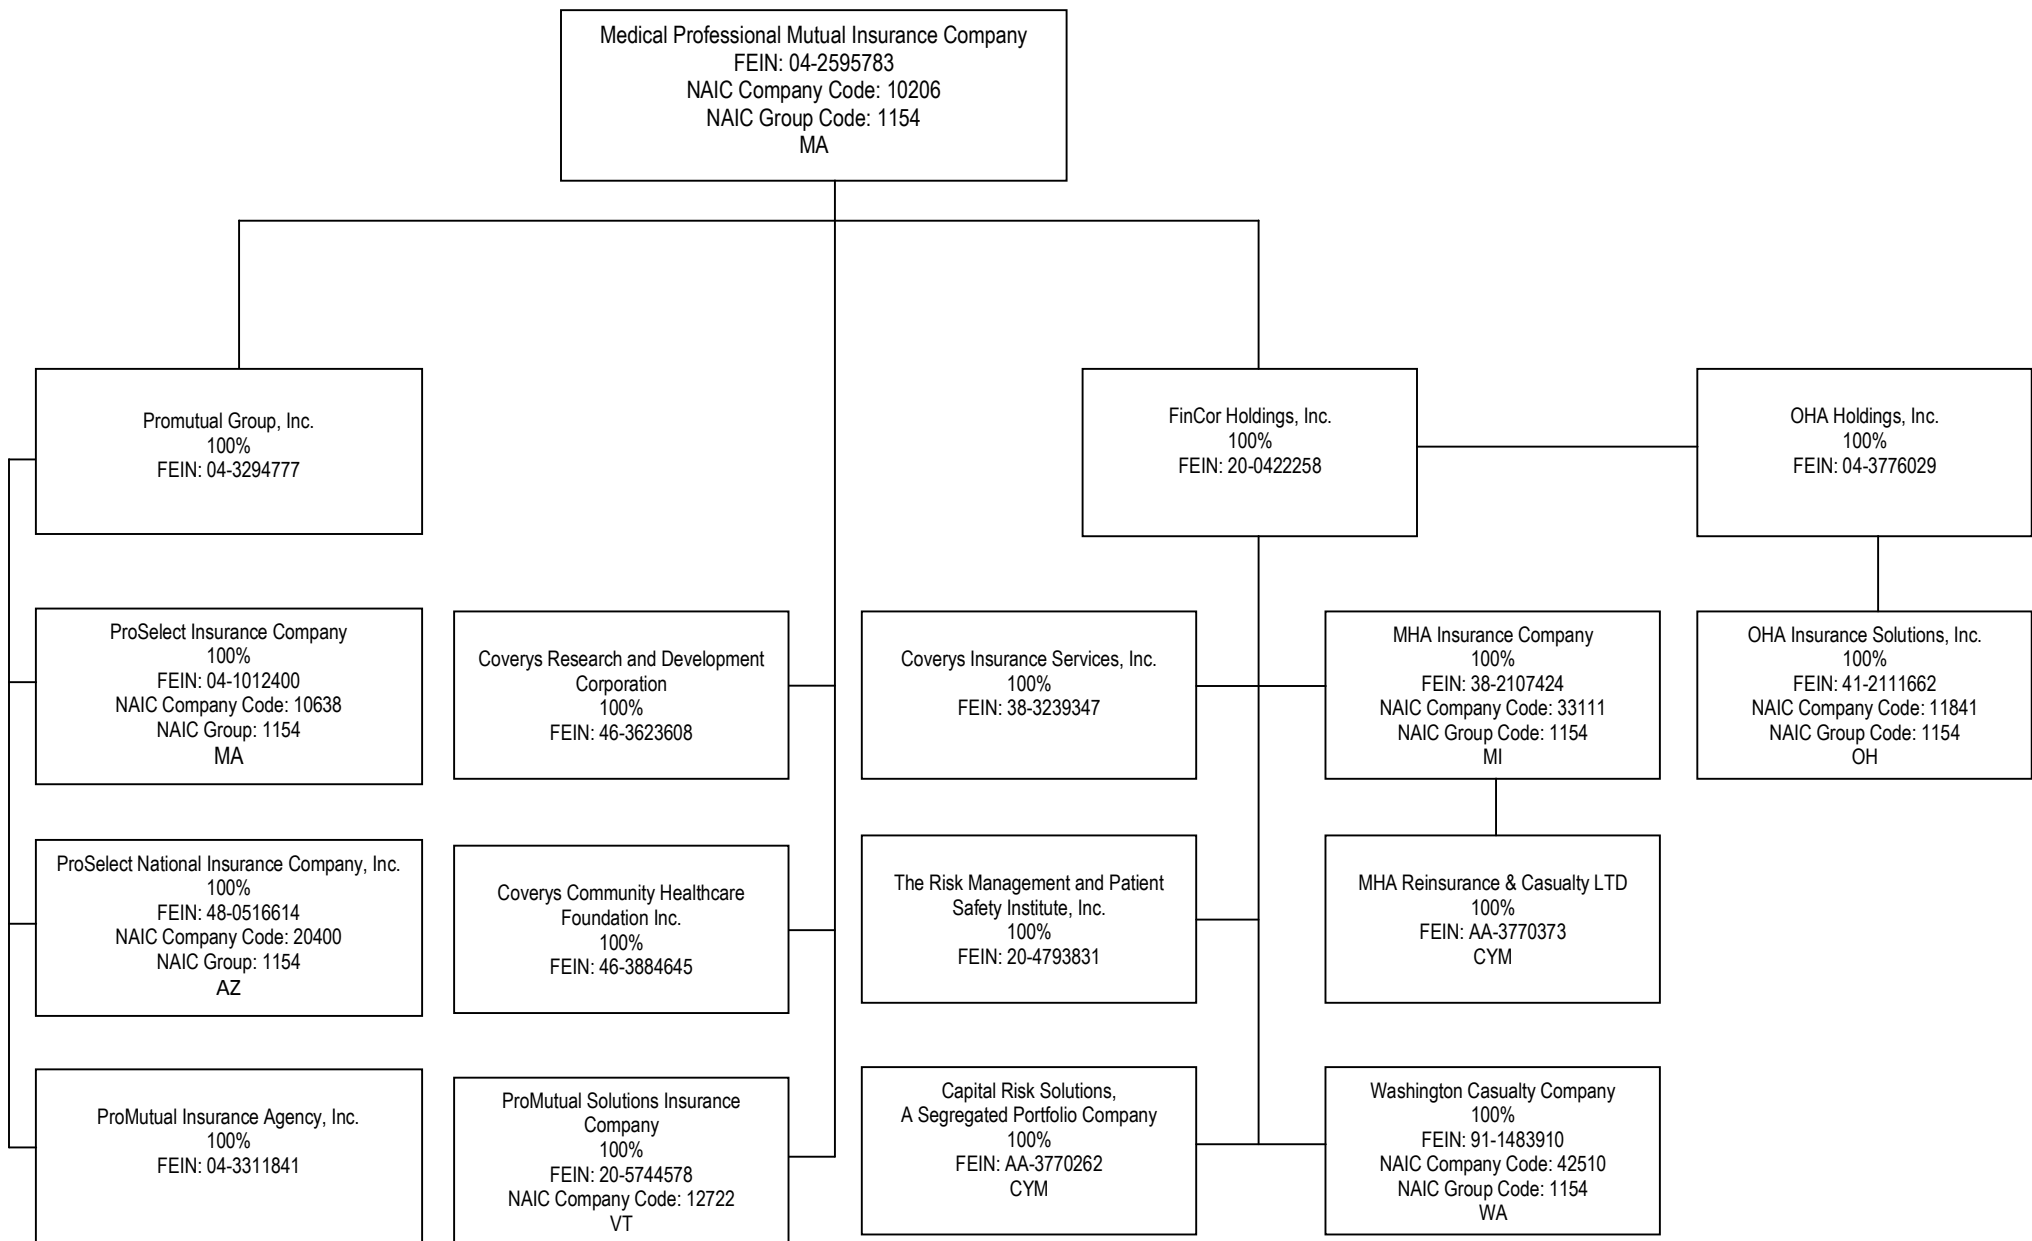 Medical Professional Mutual Insurance Company
FEIN: 04-2595783
NAIC Company Code: 10206
NAIC Group Code: 1154
MA
Promutual Group, Inc.
100%
FEIN: 04-3294777
FinCor Holdings, Inc.
100%
FEIN: 20-0422258
OHA Holdings, Inc.
100%
FEIN: 04-3776029
ProSelect Insurance Company
100%
FEIN: 04-1012400
NAIC Company Code: 10638
NAIC Group: 1154
MA
Coverys Research and Development
Corporation
100%
FEIN: 46-3623608
Coverys Insurance Services, Inc.
100%
FEIN: 38-3239347
MHA Insurance Company
100%
FEIN: 38-2107424
NAIC Company Code: 33111
NAIC Group Code: 1154
MI
OHA Insurance Solutions, Inc.
100%
FEIN: 41-2111662
NAIC Company Code: 11841
NAIC Group Code: 1154
OH
ProSelect National Insurance Company, Inc.
100%
FEIN: 48-0516614
NAIC Company Code: 20400
NAIC Group: 1154
AZ
Coverys Community Healthcare
Foundation Inc.
100%
FEIN: 46-3884645
The Risk Management and Patient
Safety Institute, Inc.
100%
FEIN: 20-4793831
MHA Reinsurance & Casualty LTD
100%
FEIN: AA-3770373
CYM
ProMutual Insurance Agency, Inc.
100%
FEIN: 04-3311841
ProMutual Solutions Insurance
Company
100%
FEIN: 20-5744578
NAIC Company Code: 12722
VT
Capital Risk Solutions,
A Segregated Portfolio Company
100%
FEIN: AA-3770262
CYM
Washington Casualty Company
100%
FEIN: 91-1483910
NAIC Company Code: 42510
NAIC Group Code: 1154
WA